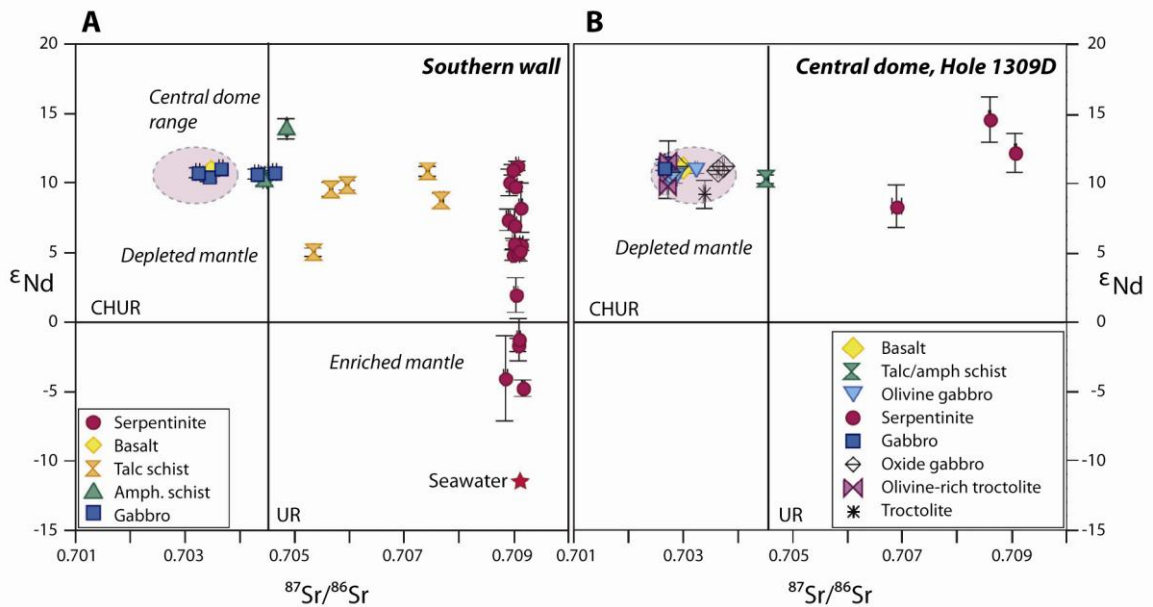 A
B
Southern wall
Central dome
range
Depleted mantle
CHUR
Enriched mantle
Seawater
UR
Serpentinite
Basalt
Talc schist
Amph. schist
Gabbro
20
15
10
5
0
-5
-10
-15
εNd
0.701
0.703
0.705
0.707
0.709
⁸⁷Sr/⁸⁶Sr
Central dome, Hole 1309D
Depleted mantle
CHUR
UR
Basalt
Talc/amph schist
Olivine gabbro
Serpentinite
Gabbro
Oxide gabbro
Olivine-rich troctolite
Troctolite
20
15
10
5
0
-5
-10
-15
εNd
0.701
0.703
0.705
0.707
0.709
⁸⁷Sr/⁸⁶Sr